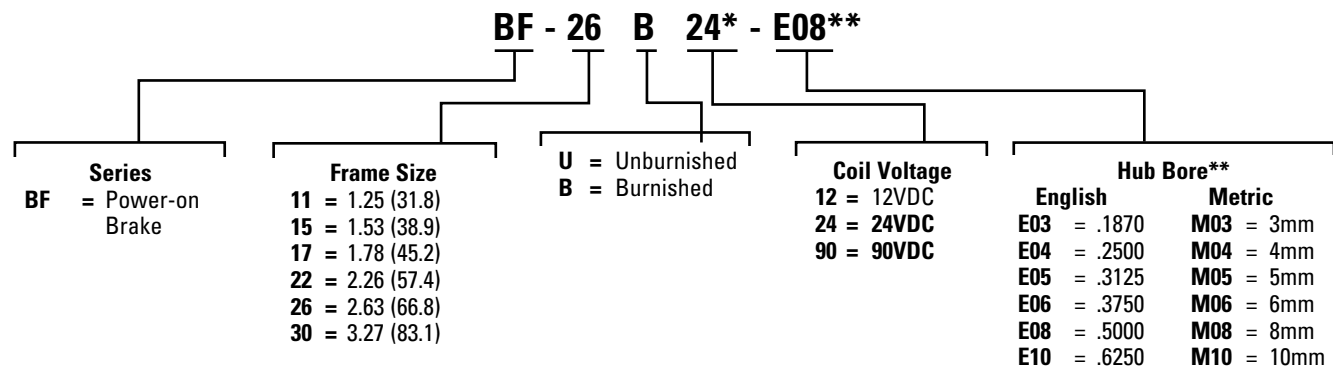 BF - 26 B 24* - E08**
Series
BF = Power-on
Brake
Frame Size
11 = 1.25 (31.8)
15 = 1.53 (38.9)
17 = 1.78 (45.2)
22 = 2.26 (57.4)
26 = 2.63 (66.8)
30 = 3.27 (83.1)
U = Unburnished
B = Burnished
Coil Voltage
12 = 12VDC
24 = 24VDC
90 = 90VDC
Hub Bore**
English Metric
E03 = .1870 M03 = 3mm
E04 = .2500 M04 = 4mm
E05 = .3125 M05 = 5mm
E06 = .3750 M06 = 6mm
E08 = .5000 M08 = 8mm
E10 = .6250 M10 = 10mm